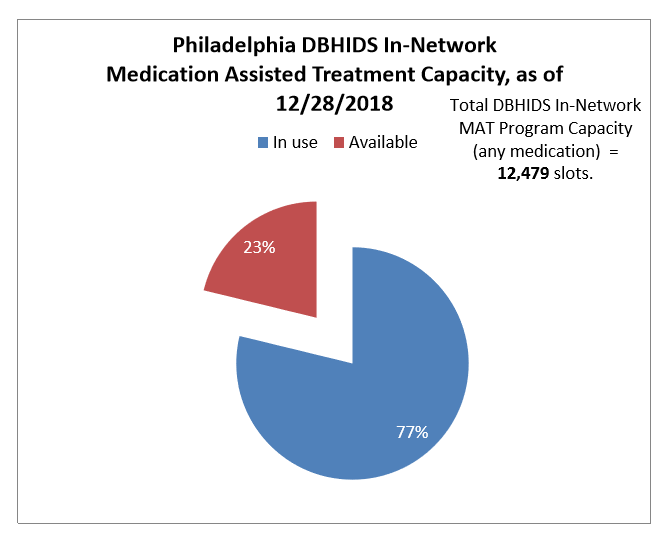 Philadelphia DBHIDS In-Network
Medication Assisted Treatment Capacity, as of
12/28/2018
Total DBHIDS In-Network
MAT Program Capacity
(any medication)  =
12,479 slots.
In use
Available
23%
77%